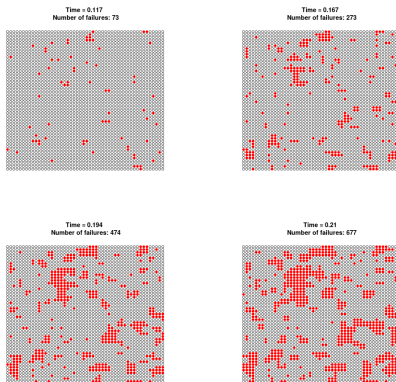 Time = 0.117
Number of failures: 73
Time = 0.167
Number of failures: 273
Time = 0.194
Number of failures: 474
Time = 0.21
Number of failures: 677